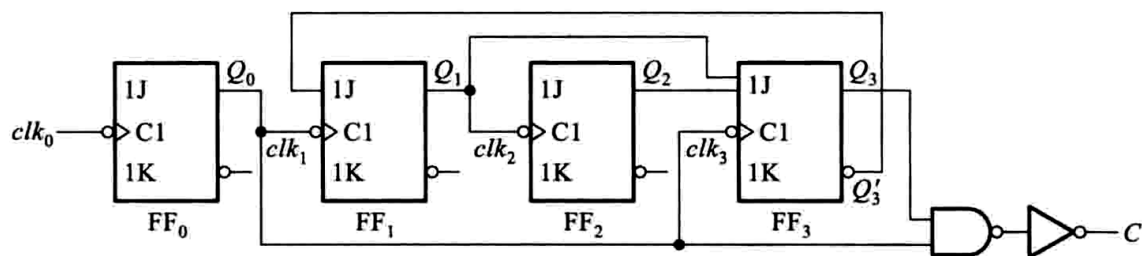 Q₀ Q₁ Q₂ Q₃
1J 1J 1J 1J
clk₀ C1 clk₁ C1 clk₂ C1 clk₃ C1
1K 1K 1K 1K
Q₃′
FF₀ FF₁ FF₂ FF₃
C